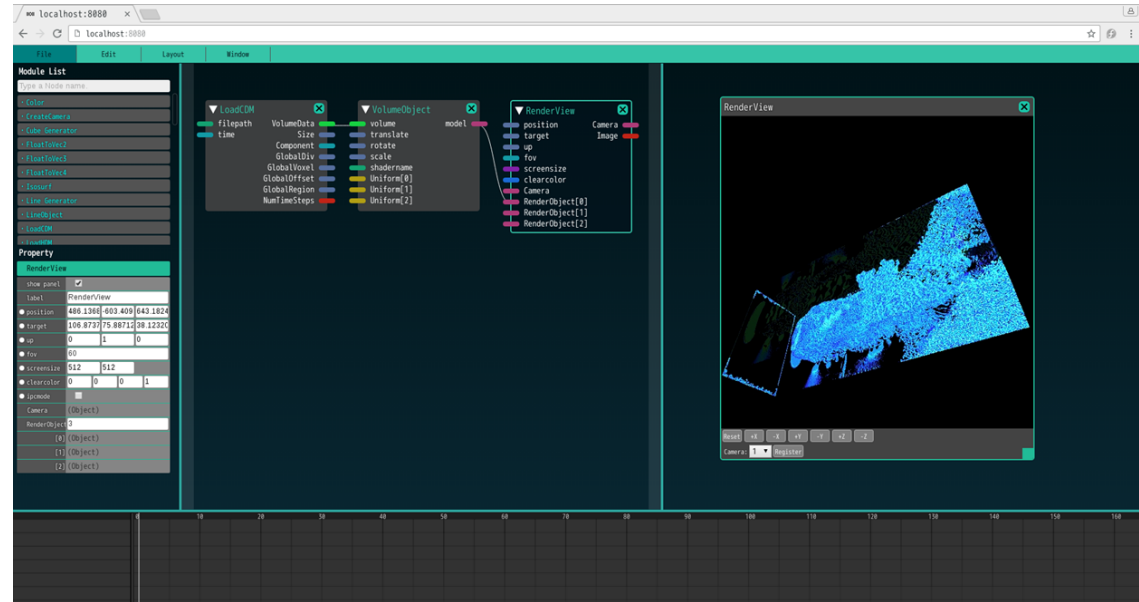 localhost:8080 ×
localhost:8080
File Edit Layout Window
Module List
Type a Node name.
Color
CreateCamera
Cube Generator
FloatToVec2
FloatToVec3
FloatToVec4
Isosurf
Line Generator
LineObject
LoadCDM
Property
RenderView
show panel
label RenderView
position 486.1368 -603.409 643.1824
target 106.8737 75.88712 38.12320
up 0 1 0
fov 60
screensize 512 512
clearcolor 0 0 0 1
ipcmode
Camera (Object)
RenderObject 3
[0] (Object)
[1] (Object)
[2] (Object)
LoadCDM
filepath VolumeData
time Size
Component
GlobalDiv
GlobalVoxel
GlobalOffset
GlobalRegion
NumTimeSteps
VolumeObject
volume model
translate
rotate
scale
shadername
Uniform[0]
Uniform[1]
Uniform[2]
RenderView
position Camera
target Image
up
fov
screensize
clearcolor
Camera
RenderObject[0]
RenderObject[1]
RenderObject[2]
RenderView
Reset +X -X +Y -Y +Z -Z
Camera: 1 Register
0 10 20 30 40 50 60 70 80 90 100 110 120 130 140 150 160